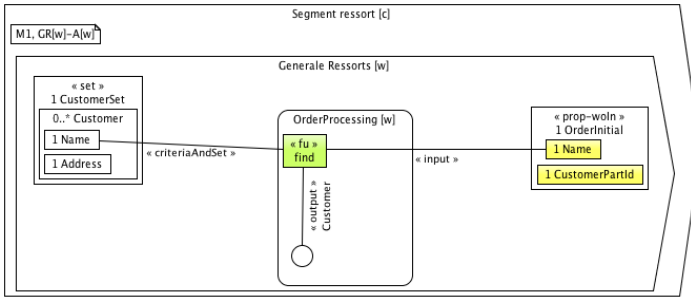 Segment ressort [c]
M1, GR[w]-A[w]
Generale Ressorts [w]
« set »
1 CustomerSet
0..* Customer
1 Name
1 Address
« criteriaAndSet »
OrderProcessing [w]
« fu »
find
« output »
Customer
« input »
« prop-woln »
1 OrderInitial
1 Name
1 CustomerPartId